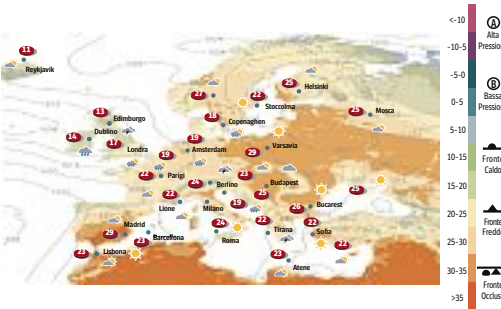 11
Reykjavik
27
22
Stoccolma
25
Helsinki
25
Mosca
13
Edimburgo
18
Copenaghen
14
Dublino
17
Londra
19
Amsterdam
29
Varsavia
19
22
Parigi
24
Berlino
23
Budapest
25
25
22
Lione
Milano
19
26
Bucarest
29
Madrid
23
Barcellona
24
Roma
22
Tirana
22
Sofia
23
Lisbona
23
Atene
22
<-10
-10-5
-5-0
0-5
5-10
10-15
15-20
20-25
25-30
30-35
>35
A
Alta
Pression
B
Bassa
Pression
Fronte
Caldo
Fronte
Freddo
Fronte
Occluso